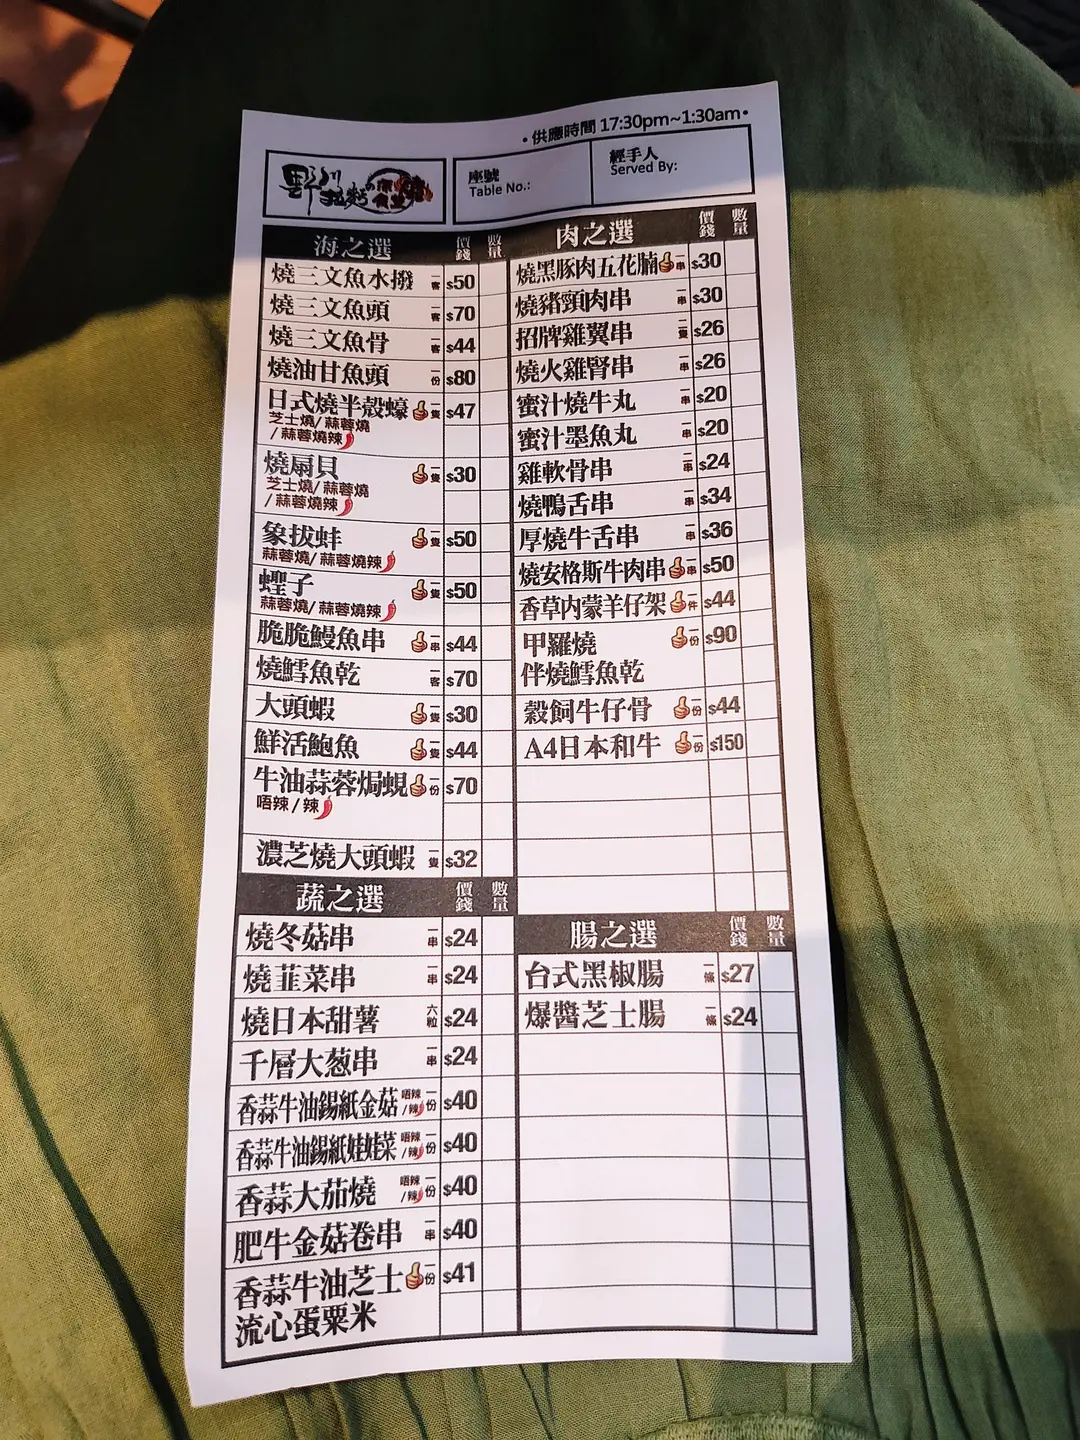 •供應時間 17:30pm~1:30am•
野川
拉麵の
座號
Table No.:
經手人
Served By:
海之選 價錢 數量
燒三文魚水撥 一客 $50
燒三文魚頭 一客 $70
燒三文魚骨 一客 $44
燒油甘魚頭 一份 $80
日式燒半殼蠔 一隻 $47
芝士燒/蒜蓉燒
/蒜蓉燒辣
燒扇貝 一隻 $30
芝士燒/蒜蓉燒
/蒜蓉燒辣
象拔蚌 一隻 $50
蒜蓉燒/蒜蓉燒辣
蟶子 一隻 $50
蒜蓉燒/蒜蓉燒辣
脆脆鰻魚串 一串 $44
燒鱈魚乾 一客 $70
大頭蝦 一隻 $30
鮮活鮑魚 一隻 $44
牛油蒜蓉焗蜆 一份 $70
唔辣/辣
濃芝燒大頭蝦 一隻 $32
蔬之選 價錢 數量
燒冬菇串 一串 $24
燒韮菜串 一串 $24
燒日本甜薯 六粒 $24
千層大葱串 一串 $24
香蒜牛油錫紙金菇 唔辣/辣 一份 $40
香蒜牛油錫紙娃娃菜 唔辣/辣 一份 $40
香蒜大茄燒 唔辣/辣 一份 $40
肥牛金菇卷串 一串 $40
香蒜牛油芝士 一份 $41
流心蛋粟米
肉之選 價錢 數量
燒黑豚肉五花腩 一串 $30
燒豬頸肉串 一串 $30
招牌雞翼串 一隻 $26
燒火雞腎串 一串 $26
蜜汁燒牛丸 一串 $20
蜜汁墨魚丸 一串 $20
雞軟骨串 二串 $24
燒鴨舌串 一串 $34
厚燒牛舌串 一串 $36
燒安格斯牛肉串 一串 $50
香草內蒙羊仔架 一件 $44
甲羅燒 一份 $90
伴燒鱈魚乾
穀飼牛仔骨 一份 $44
A4日本和牛 一份 $150
腸之選 價錢 數量
台式黑椒腸 一條 $27
爆醬芝士腸 一條 $24